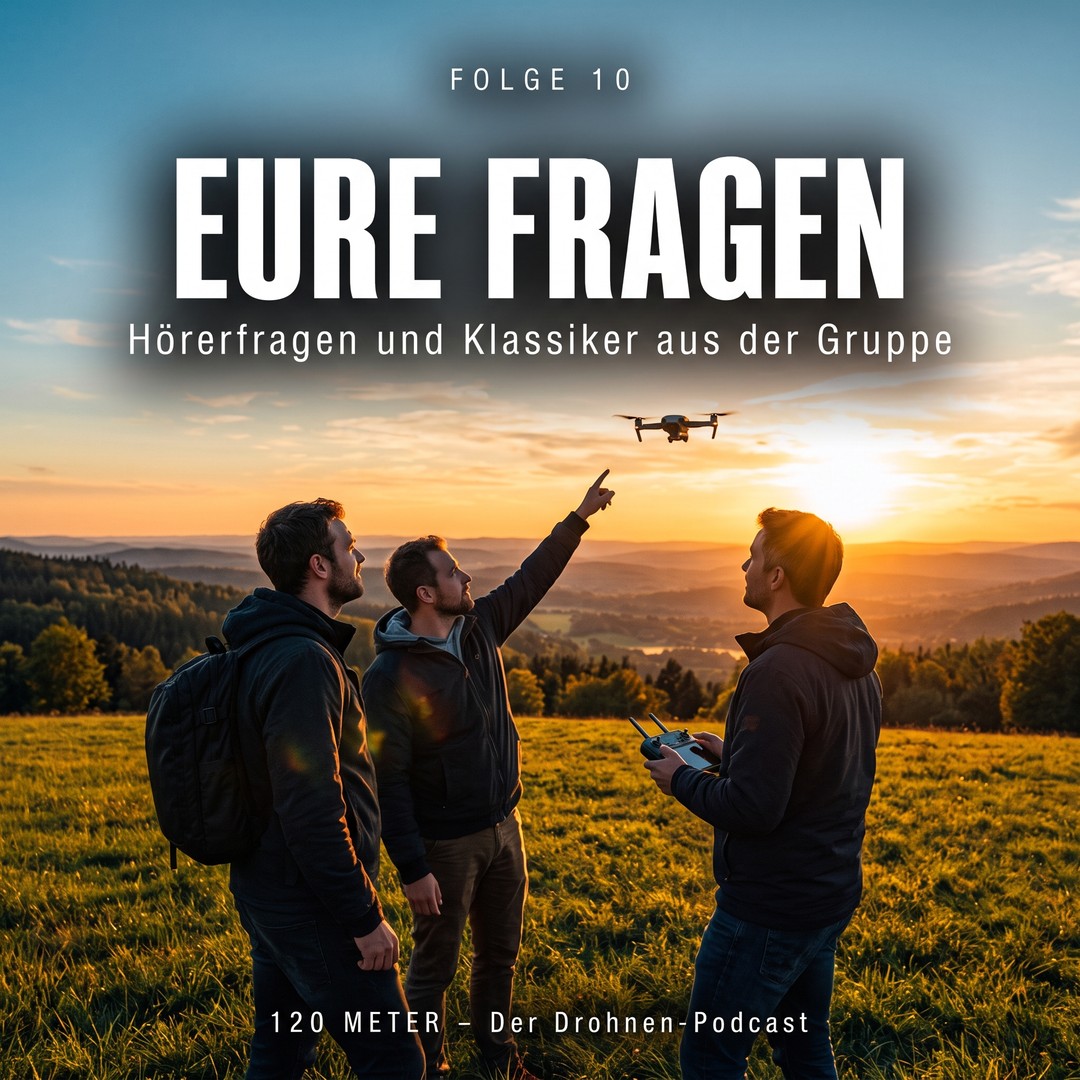 FOLGE 10
EURE FRAGEN
Hörerfragen und Klassiker aus der Gruppe
120 METER – Der Drohnen-Podcast